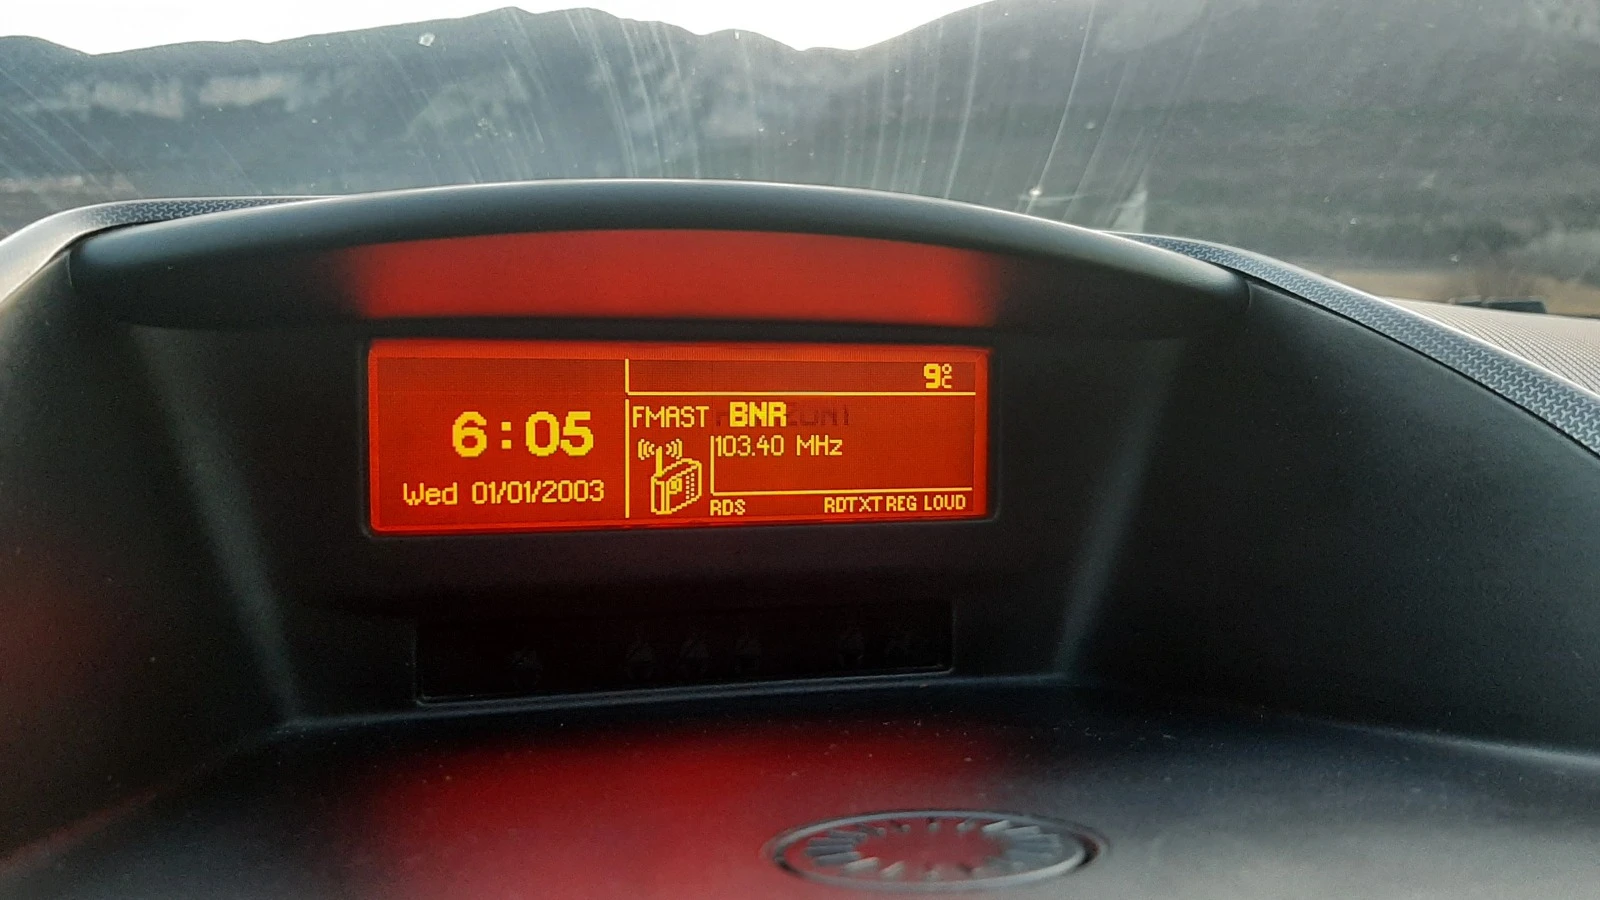 9°C
6:05
Wed 01/01/2003
FMAST BNR
103.40 MHz
RDS RDTXT REG LOUD